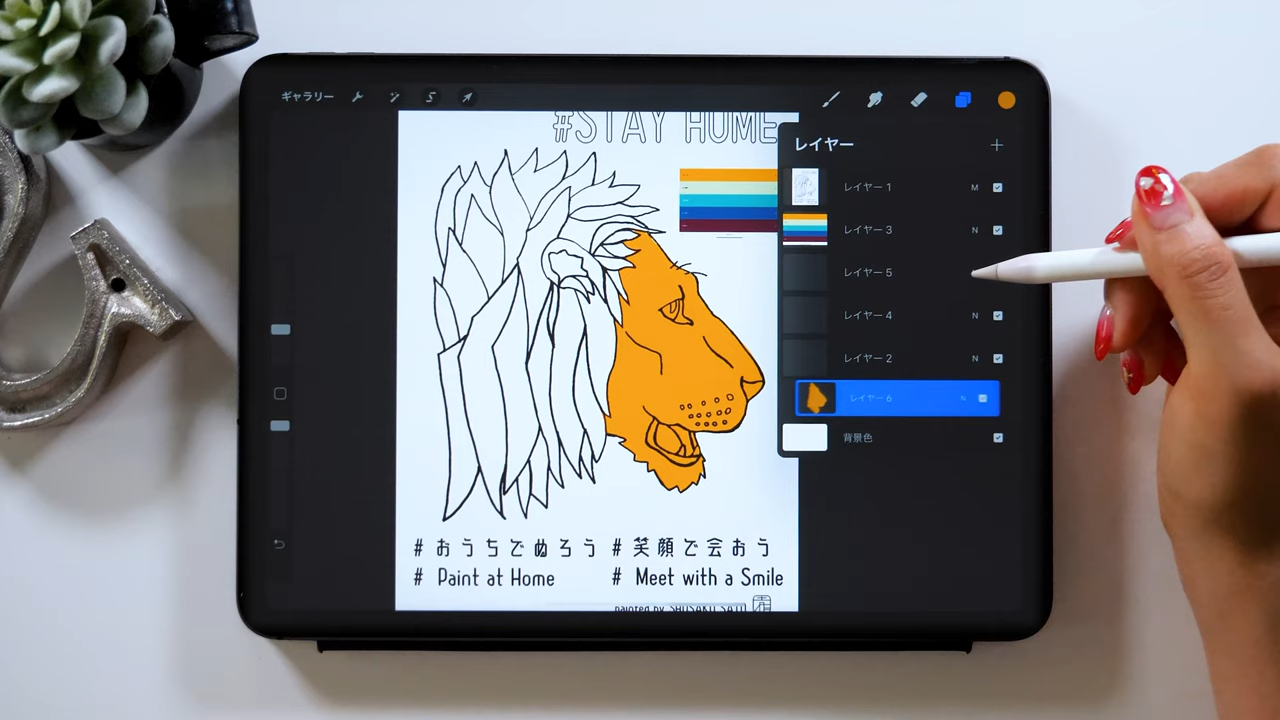 ギャラリー
#STAY HOME
レイヤー
レイヤー 1 M
レイヤー 3 N
レイヤー 5
レイヤー 4 N
レイヤー 2 N
レイヤー 6 N
背景色
# おうちでぬろう # 笑顔で会おう
# Paint at Home # Meet with a Smile
painted by